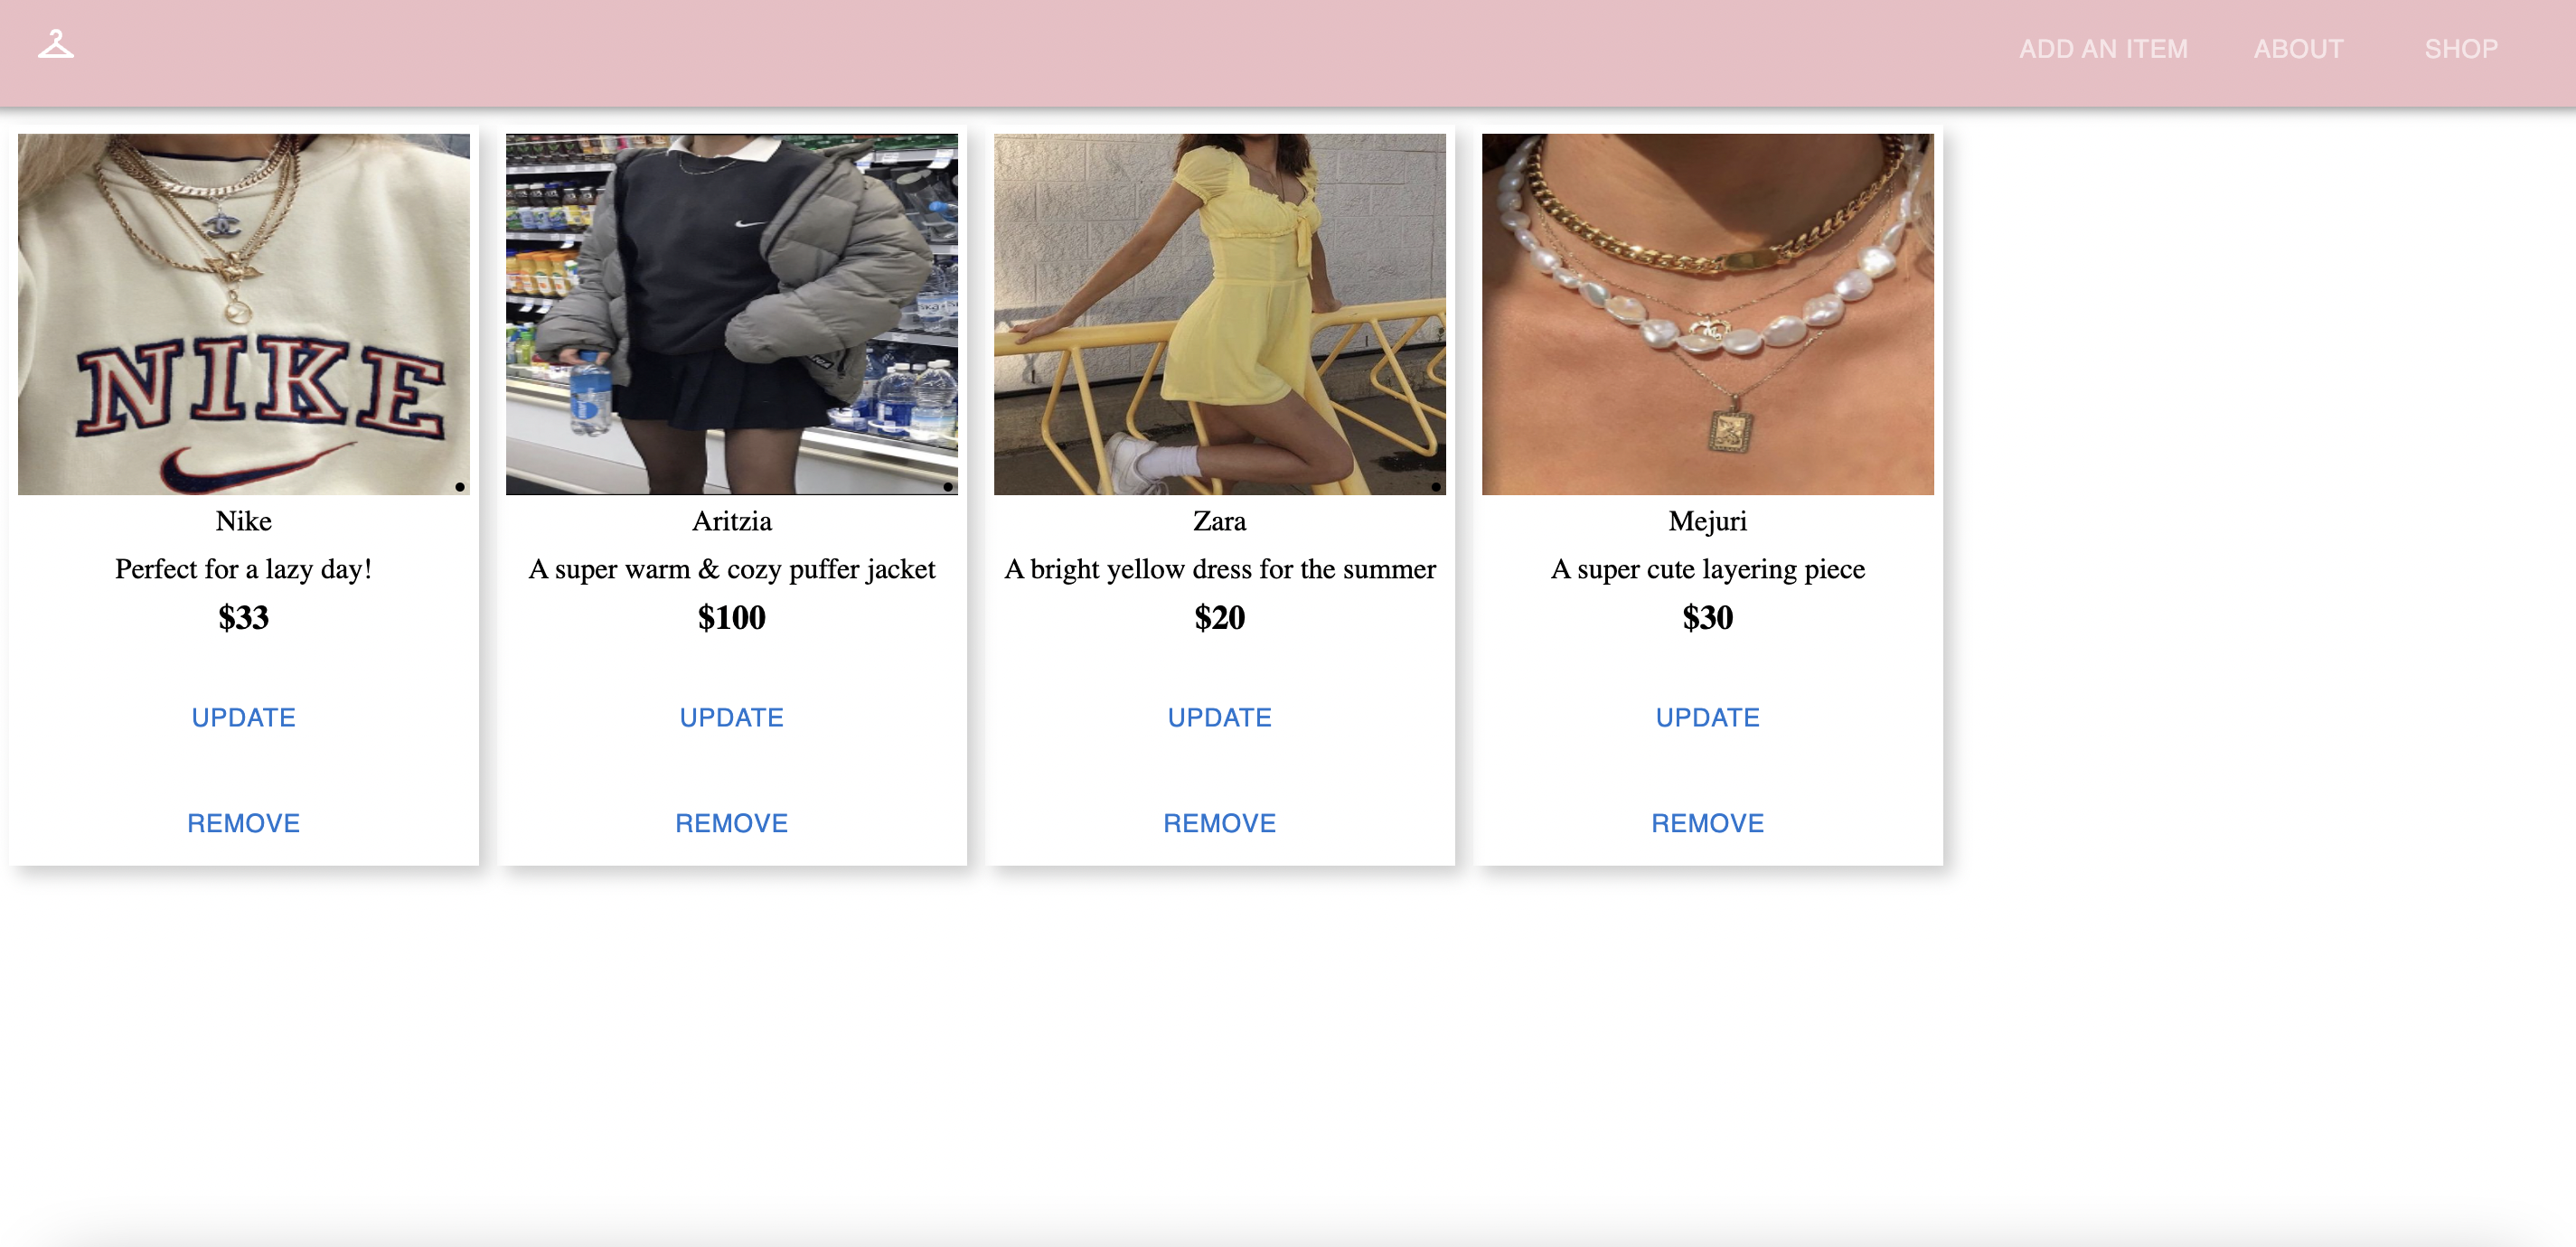 ADD AN ITEM ABOUT SHOP
NIKE
Nike
Perfect for a lazy day!
$33
UPDATE
REMOVE
Aritzia
A super warm & cozy puffer jacket
$100
UPDATE
REMOVE
Zara
A bright yellow dress for the summer
$20
UPDATE
REMOVE
Mejuri
A super cute layering piece
$30
UPDATE
REMOVE